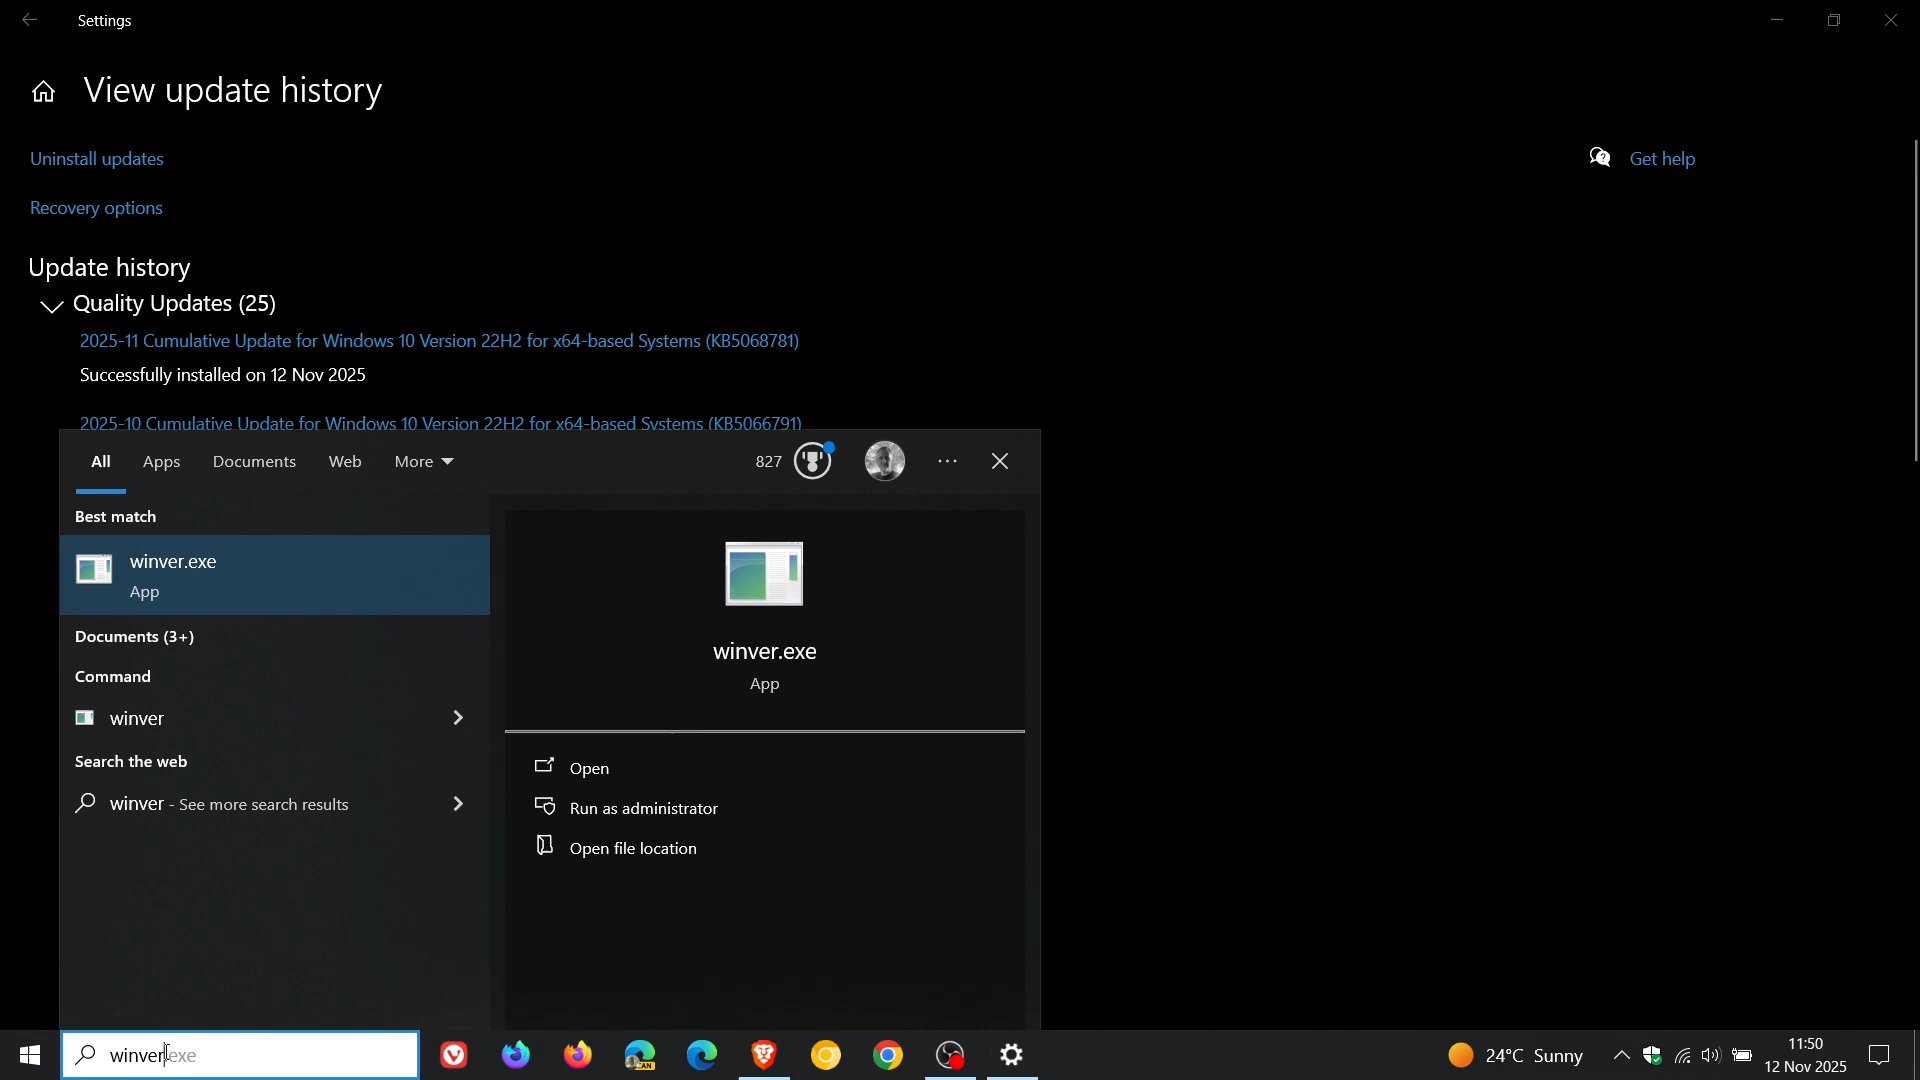 Settings
View update history
Uninstall updates
Get help
Recovery options
Update history
Quality Updates (25)
2025-11 Cumulative Update for Windows 10 Version 22H2 for x64-based Systems (KB5068781)
Successfully installed on 12 Nov 2025
2025-10 Cumulative Update for Windows 10 Version 22H2 for x64-based Systems (KB5066791)
All Apps Documents Web More 827
Best match
winver.exe
App
Documents (3+)
Command
winver
Search the web
winver - See more search results
winver.exe
App
Open
Run as administrator
Open file location
winver.exe
CAN
24°C Sunny
11:50
12 Nov 2025